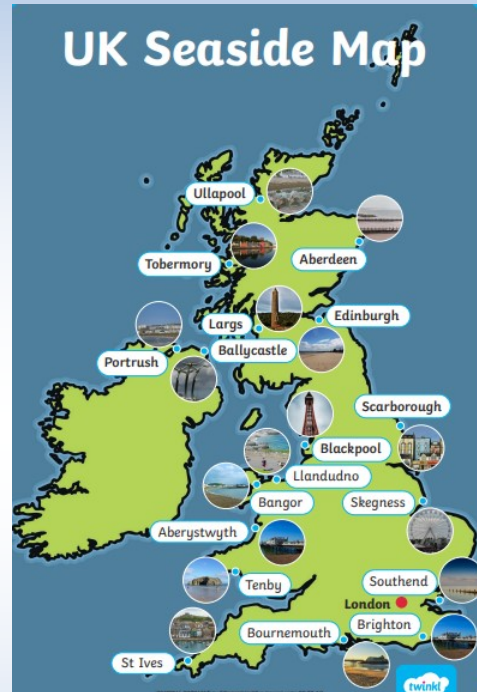 UK Seaside Map
Ullapool
Aberdeen
Tobermory
Edinburgh
Largs
Ballycastle
Portrush
Scarborough
Blackpool
Llandudno
Bangor
Skegness
Aberystwyth
Tenby
Southend
London
Brighton
Bournemouth
St Ives
twinkl